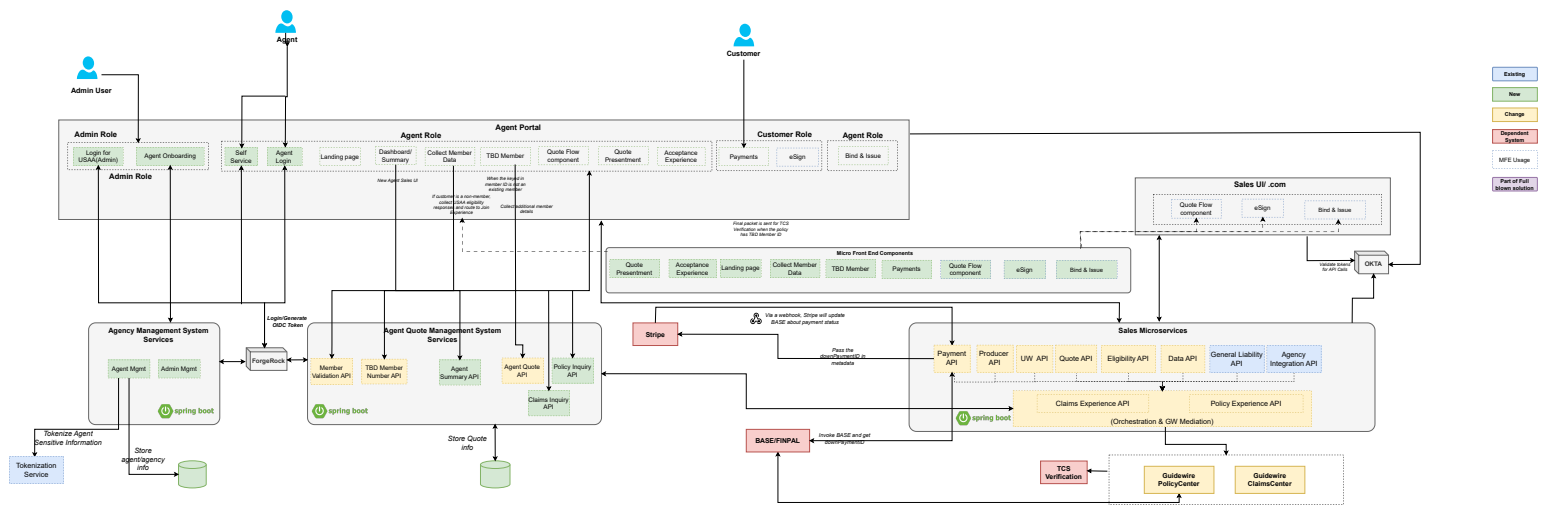 Agent
Customer
Admin User
Existing
New
Change
Dependent
System
MFE Usage
Part of Full
blown solution
Agent Portal
Admin Role
Login for
USAA(Admin)
Agent Onboarding
Admin Role
Agent Role
Self
Service
Agent
Login
Landing page
Dashboard/
Summary
Collect Member
Data
TBD Member
Quote Flow
component
Quote
Presentment
Acceptance
Experience
New Agent Sales UI
When the keyed in
member ID is not an
existing member
If customer is a non-member,
collect USAA eligibility
responses and route to Join
Experience
Collect additional member
details
Customer Role
Payments
eSign
Agent Role
Bind & Issue
Final packet is sent for TCS
Verification when the policy
has TBD Member ID
Sales UI/ .com
Quote Flow
component
eSign
Bind & Issue
Micro Front End Components
Quote
Presentment
Acceptance
Experience
Landing page
Collect Member
Data
TBD Member
Payments
Quote Flow
component
eSign
Bind & Issue
Validate tokens
for API Calls
OKTA
Login/Generate
OIDC Token
ForgeRock
Agency Management System
Services
Agent Mgmt
Admin Mgmt
spring boot
Tokenize Agent
Sensitive Information
Store
agent/agency
info
Tokenization
Service
Agent Quote Management System
Services
Member
Validation API
TBD Member
Number API
Agent
Summary API
Agent Quote
API
Policy Inquiry
API
Claims Inquiry
API
spring boot
Store Quote
info
Stripe
Via a webhook, Stripe will update
BASE about payment status
Pass the
downPaymentID in
metadata
BASE/FINPAL
Invoke BASE and get
downPaymentID
Sales Microservices
Payment
API
Producer
API
UW API
Quote API
Eligibility API
Data API
General Liability
API
Agency
Integration API
Claims Experience API
Policy Experience API
(Orchestration & GW Mediation)
spring boot
TCS
Verification
Guidewire
PolicyCenter
Guidewire
ClaimsCenter